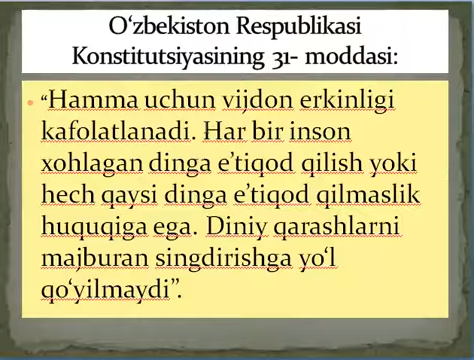 O‘zbekiston Respublikasi
Konstitutsiyasining 31- moddasi:
• “Hamma uchun vijdon erkinligi
kafolatlanadi. Har bir inson
xohlagan dinga e’tiqod qilish yoki
hech qaysi dinga e’tiqod qilmaslik
huquqiga ega. Diniy qarashlarni
majburan singdirishga yo‘l
qo‘yilmaydi”.